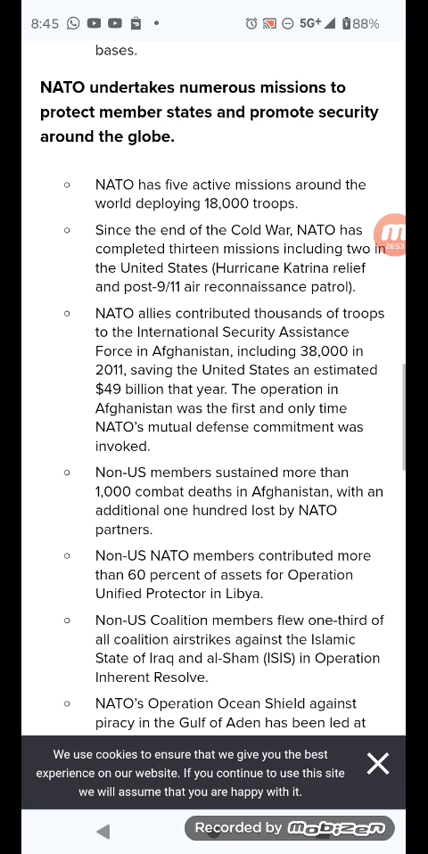 8:45
5G+ 88%
bases.
NATO undertakes numerous missions to
protect member states and promote security
around the globe.
NATO has five active missions around the
world deploying 18,000 troops.
Since the end of the Cold War, NATO has
completed thirteen missions including two in
the United States (Hurricane Katrina relief
and post-9/11 air reconnaissance patrol).
26:53
NATO allies contributed thousands of troops
to the International Security Assistance
Force in Afghanistan, including 38,000 in
2011, saving the United States an estimated
$49 billion that year. The operation in
Afghanistan was the first and only time
NATO’s mutual defense commitment was
invoked.
Non-US members sustained more than
1,000 combat deaths in Afghanistan, with an
additional one hundred lost by NATO
partners.
Non-US NATO members contributed more
than 60 percent of assets for Operation
Unified Protector in Libya.
Non-US Coalition members flew one-third of
all coalition airstrikes against the Islamic
State of Iraq and al-Sham (ISIS) in Operation
Inherent Resolve.
NATO’s Operation Ocean Shield against
piracy in the Gulf of Aden has been led at
We use cookies to ensure that we give you the best
experience on our website. If you continue to use this site
we will assume that you are happy with it.
Recorded by mobizen